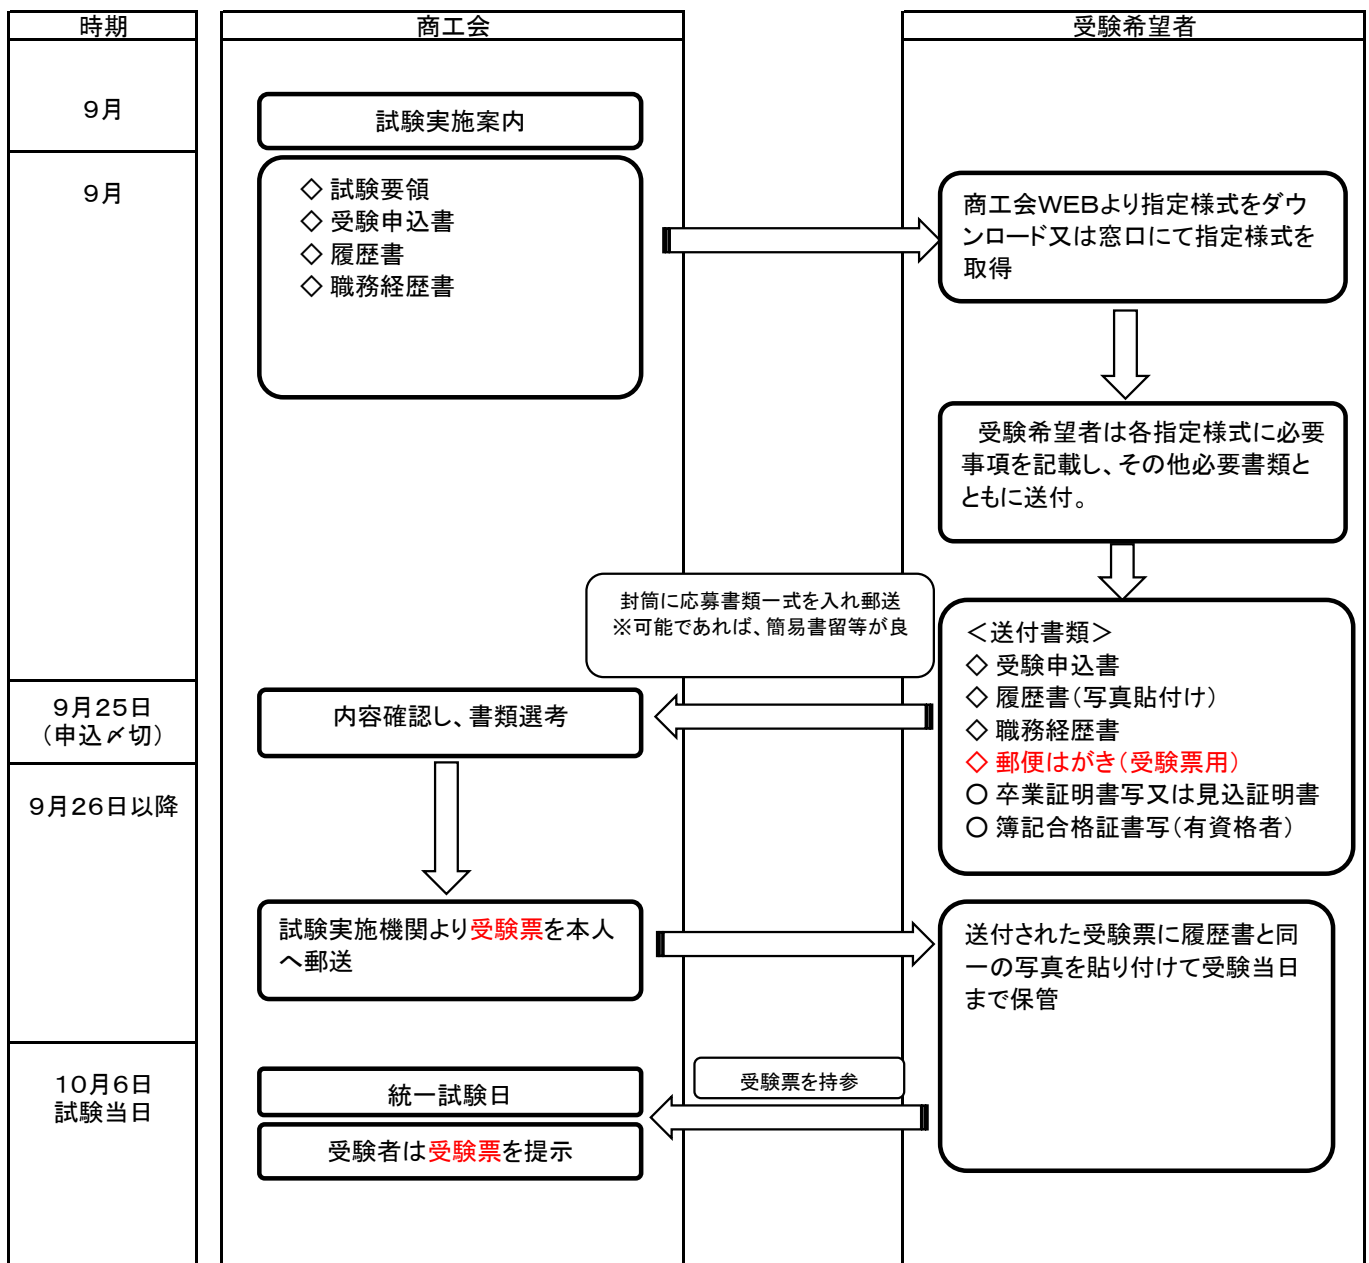 時期
商工会
受験希望者
9月
試験実施案内
9月
◇ 試験要領
◇ 受験申込書
◇ 履歴書
◇ 職務経歴書
商工会WEBより指定様式をダウ
ンロード又は窓口にて指定様式を
取得
受験希望者は各指定様式に必要
事項を記載し、その他必要書類と
ともに送付。
封筒に応募書類一式を入れ郵送
※可能であれば、簡易書留等が良
＜送付書類＞
◇ 受験申込書
◇ 履歴書（写真貼付け）
◇ 職務経歴書
◇ 郵便はがき（受験票用）
○ 卒業証明書写又は見込証明書
○ 簿記合格証書写（有資格者）
9月25日
（申込〆切）
内容確認し、書類選考
9月26日以降
試験実施機関より受験票を本人
へ郵送
送付された受験票に履歴書と同
一の写真を貼り付けて受験当日
まで保管
10月6日
試験当日
統一試験日
受験票を持参
受験者は受験票を提示